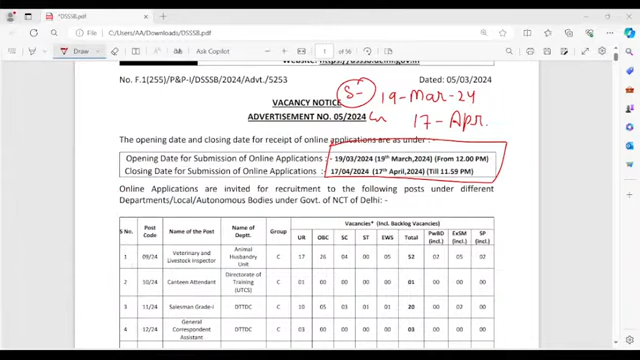 *DSSSB.pdf
File C:/Users/AA/Downloads/DSSSB.pdf
Draw Ask Copilot 1 of 56
Website: https://dsssb.delhi.gov.in
No. F.1(255)/P&P-I/DSSSB/2024/Advt./5253 Dated: 05/03/2024
VACANCY NOTICE
ADVERTISEMENT NO. 05/2024
19-Mar-24
17-Apr.
The opening date and closing date for receipt of online applications are as under :-
Opening Date for Submission of Online Applications :- 19/03/2024 (19th March,2024) (From 12.00 PM)
Closing Date for Submission of Online Applications :- 17/04/2024 (17th April,2024) (Till 11.59 PM)
Online Applications are invited for recruitment to the following posts under different
Departments/Local/Autonomous Bodies under Govt. of NCT of Delhi :-
S No. Post Code Name of the Post Name of Deptt. Group Vacancies* (Incl. Backlog Vacancies)
UR OBC SC ST EWS Total PwBD (incl.) ExSM (incl.) SP (incl.)
1 09/24 Veterinary and Livestock Inspector Animal Husbandry Unit C 17 26 04 00 05 52 02 05 02
2 10/24 Canteen Attendant Directorate of Training (UTCS) C 01 00 00 00 00 01 00 00 00
3 11/24 Salesman Grade-I DTTDC C 10 05 03 01 01 20 00 02 00
4 12/24 General Correspondent Assistant DTTDC C 03 00 00 00 00 03 00 00 00